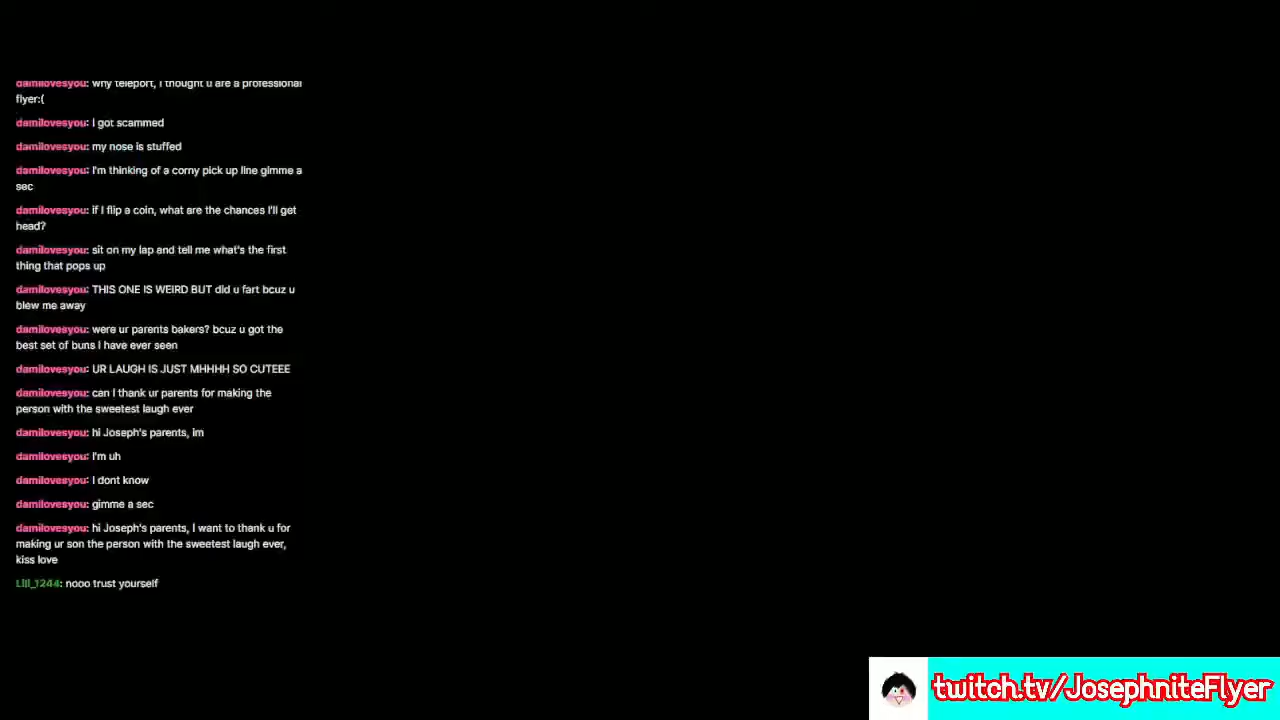 damilovesyou: why teleport, I thought u are a professional
flyer:(
damilovesyou: I got scammed
damilovesyou: my nose is stuffed
damilovesyou: I'm thinking of a corny pick up line gimme a
sec
damilovesyou: if I flip a coin, what are the chances I'll get
head?
damilovesyou: sit on my lap and tell me what's the first
thing that pops up
damilovesyou: THIS ONE IS WEIRD BUT did u fart bcuz u
blew me away
damilovesyou: were ur parents bakers? bcuz u got the
best set of buns I have ever seen
damilovesyou: UR LAUGH IS JUST MHHHH SO CUTEEE
damilovesyou: can I thank ur parents for making the
person with the sweetest laugh ever
damilovesyou: hi Joseph's parents, im
damilovesyou: I'm uh
damilovesyou: I dont know
damilovesyou: gimme a sec
damilovesyou: hi Joseph's parents, I want to thank u for
making ur son the person with the sweetest laugh ever,
kiss love
: nooo trust yourself
twitch.tv/JosephniteFlyer